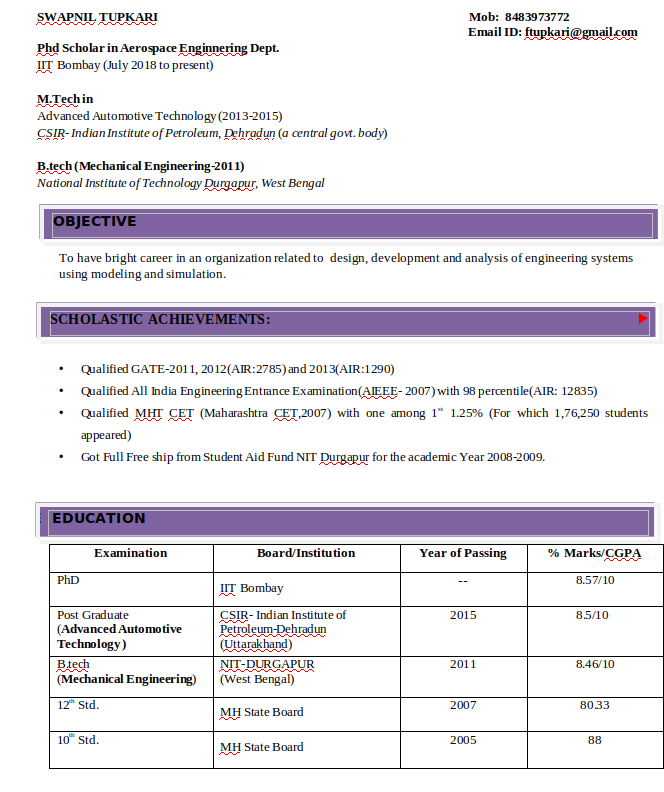 SWAPNIL TUPKARI Mob: 8483973772
Email ID: ftupkari@gmail.com
Phd Scholar in Aerospace Enginnering Dept.
IIT Bombay (July 2018 to present)
M.Tech in
Advanced Automotive Technology (2013-2015)
CSIR- Indian Institute of Petroleum, Dehradun (a central govt. body)
B.tech (Mechanical Engineering-2011)
National Institute of Technology Durgapur, West Bengal
OBJECTIVE
To have bright career in an organization related to design, development and analysis of engineering systems
using modeling and simulation.
SCHOLASTIC ACHIEVEMENTS:
• Qualified GATE-2011, 2012(AIR:2785) and 2013(AIR:1290)
• Qualified All India Engineering Entrance Examination(AIEEE- 2007) with 98 percentile(AIR: 12835)
• Qualified MHT CET (Maharashtra CET,2007) with one among 1st 1.25% (For which 1,76,250 students
appeared)
• Got Full Free ship from Student Aid Fund NIT Durgapur for the academic Year 2008-2009.
EDUCATION
Examination Board/Institution Year of Passing % Marks/CGPA
PhD IIT Bombay -- 8.57/10
Post Graduate CSIR- Indian Institute of 2015 8.5/10
(Advanced Automotive Petroleum-Dehradun
Technology) (Uttarakhand)
B.tech NIT-DURGAPUR 2011 8.46/10
(Mechanical Engineering) (West Bengal)
12th Std. MH State Board 2007 80.33
10th Std. MH State Board 2005 88